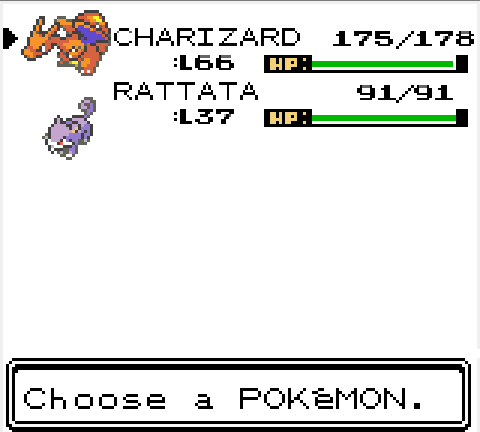 CHARIZARD 175/178
:L66 HP:
RATTATA 91/91
:L37 HP:
Choose a POKéMON.